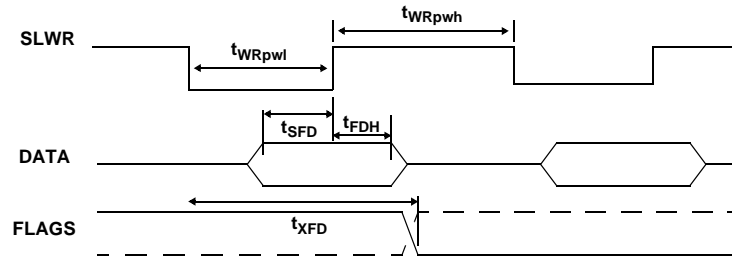 t_WRpwh
SLWR
t_WRpwl
t_SFD
t_FDH
DATA
t_XFD
FLAGS